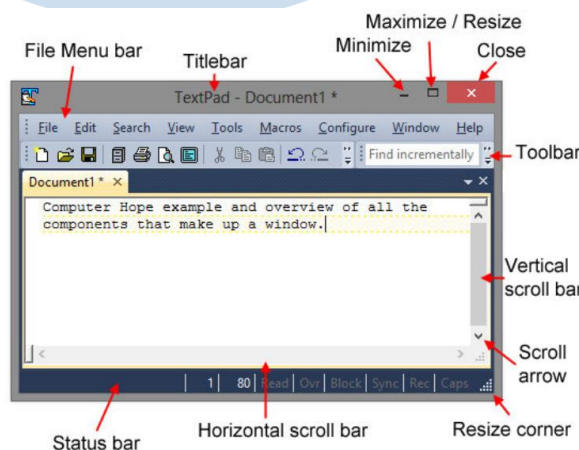 Maximize / Resize
File Menu bar
Titlebar
Minimize
Close
TextPad - Document1 *
File Edit Search View Tools Macros Configure Window Help
Find incrementally
Toolbar
Document1 *
Computer Hope example and overview of all the
components that make up a window.
Vertical
scroll bar
Scroll
arrow
1 80 Read Ovr Block Sync Rec Caps
Status bar
Horizontal scroll bar
Resize corner